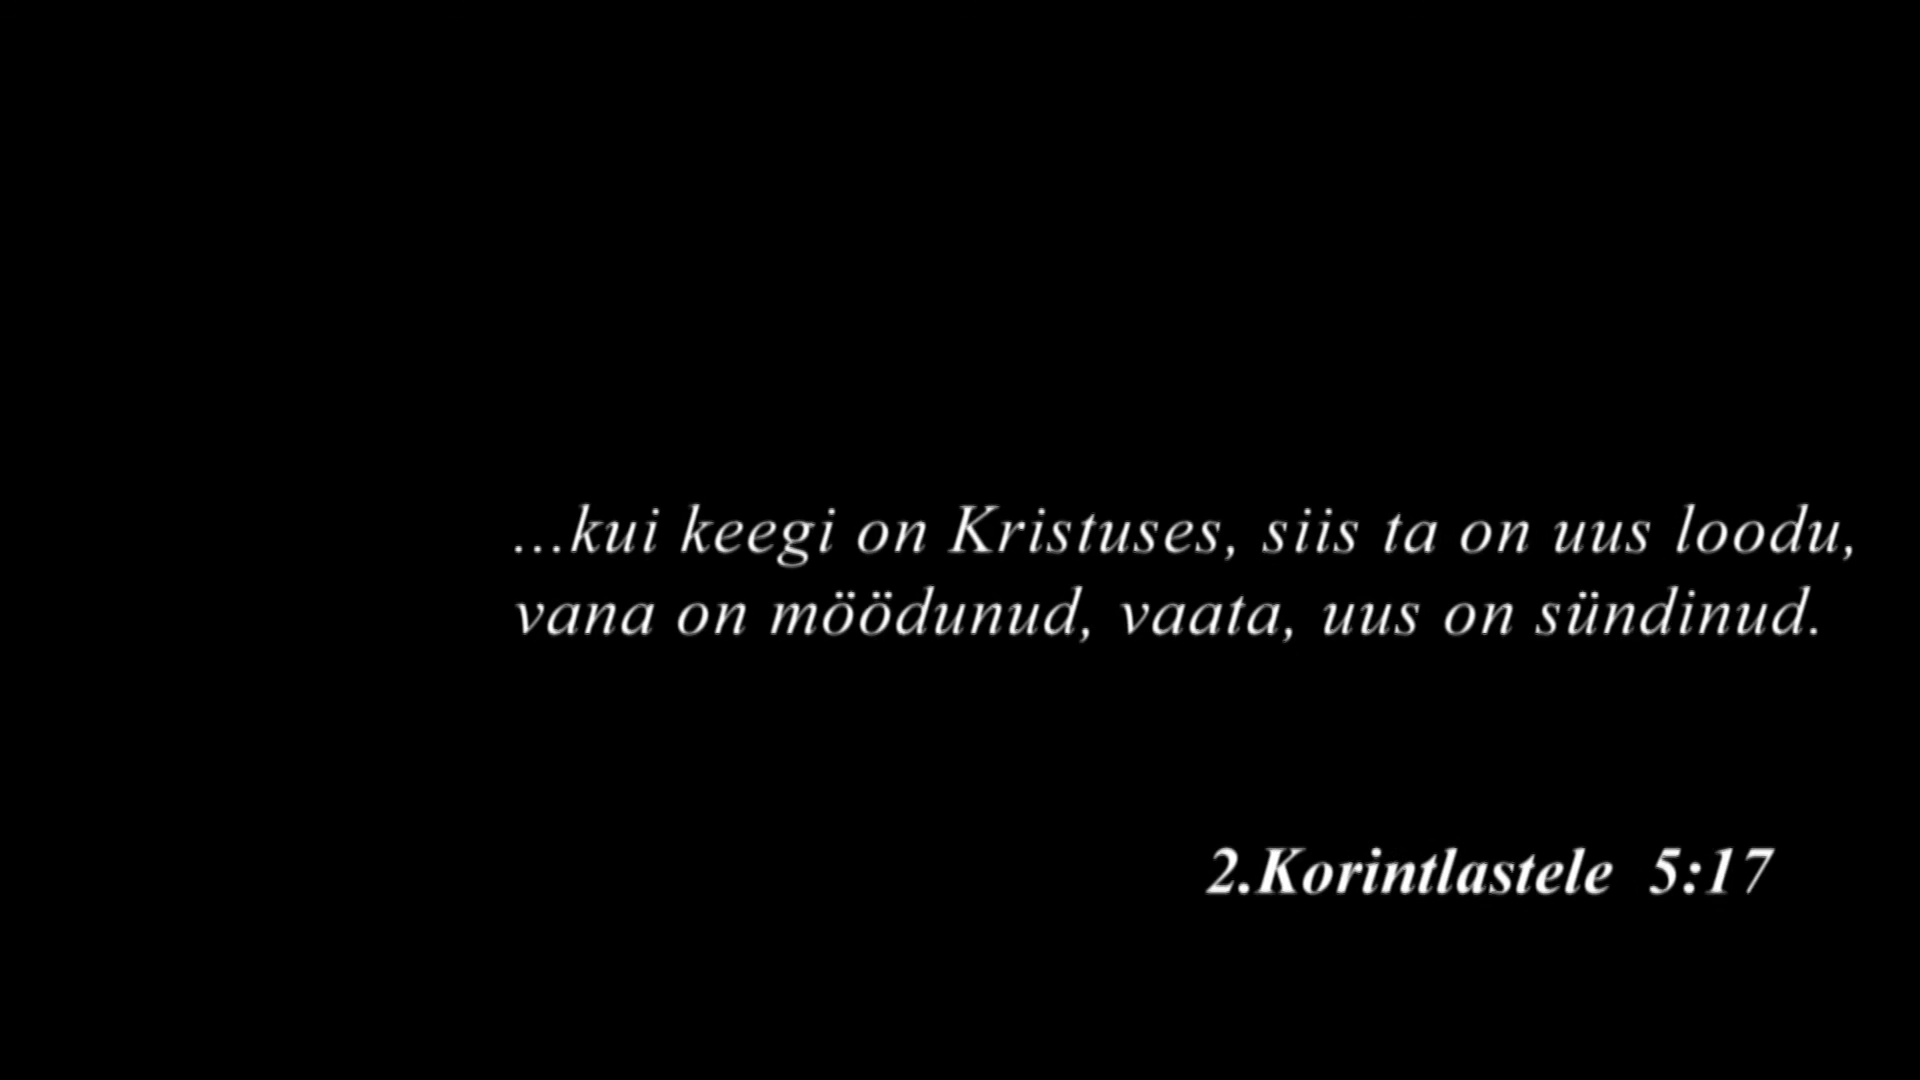 ...kui keegi on Kristuses, siis ta on uus loodu,
vana on möödunud, vaata, uus on sündinud.
2.Korintlastele 5:17